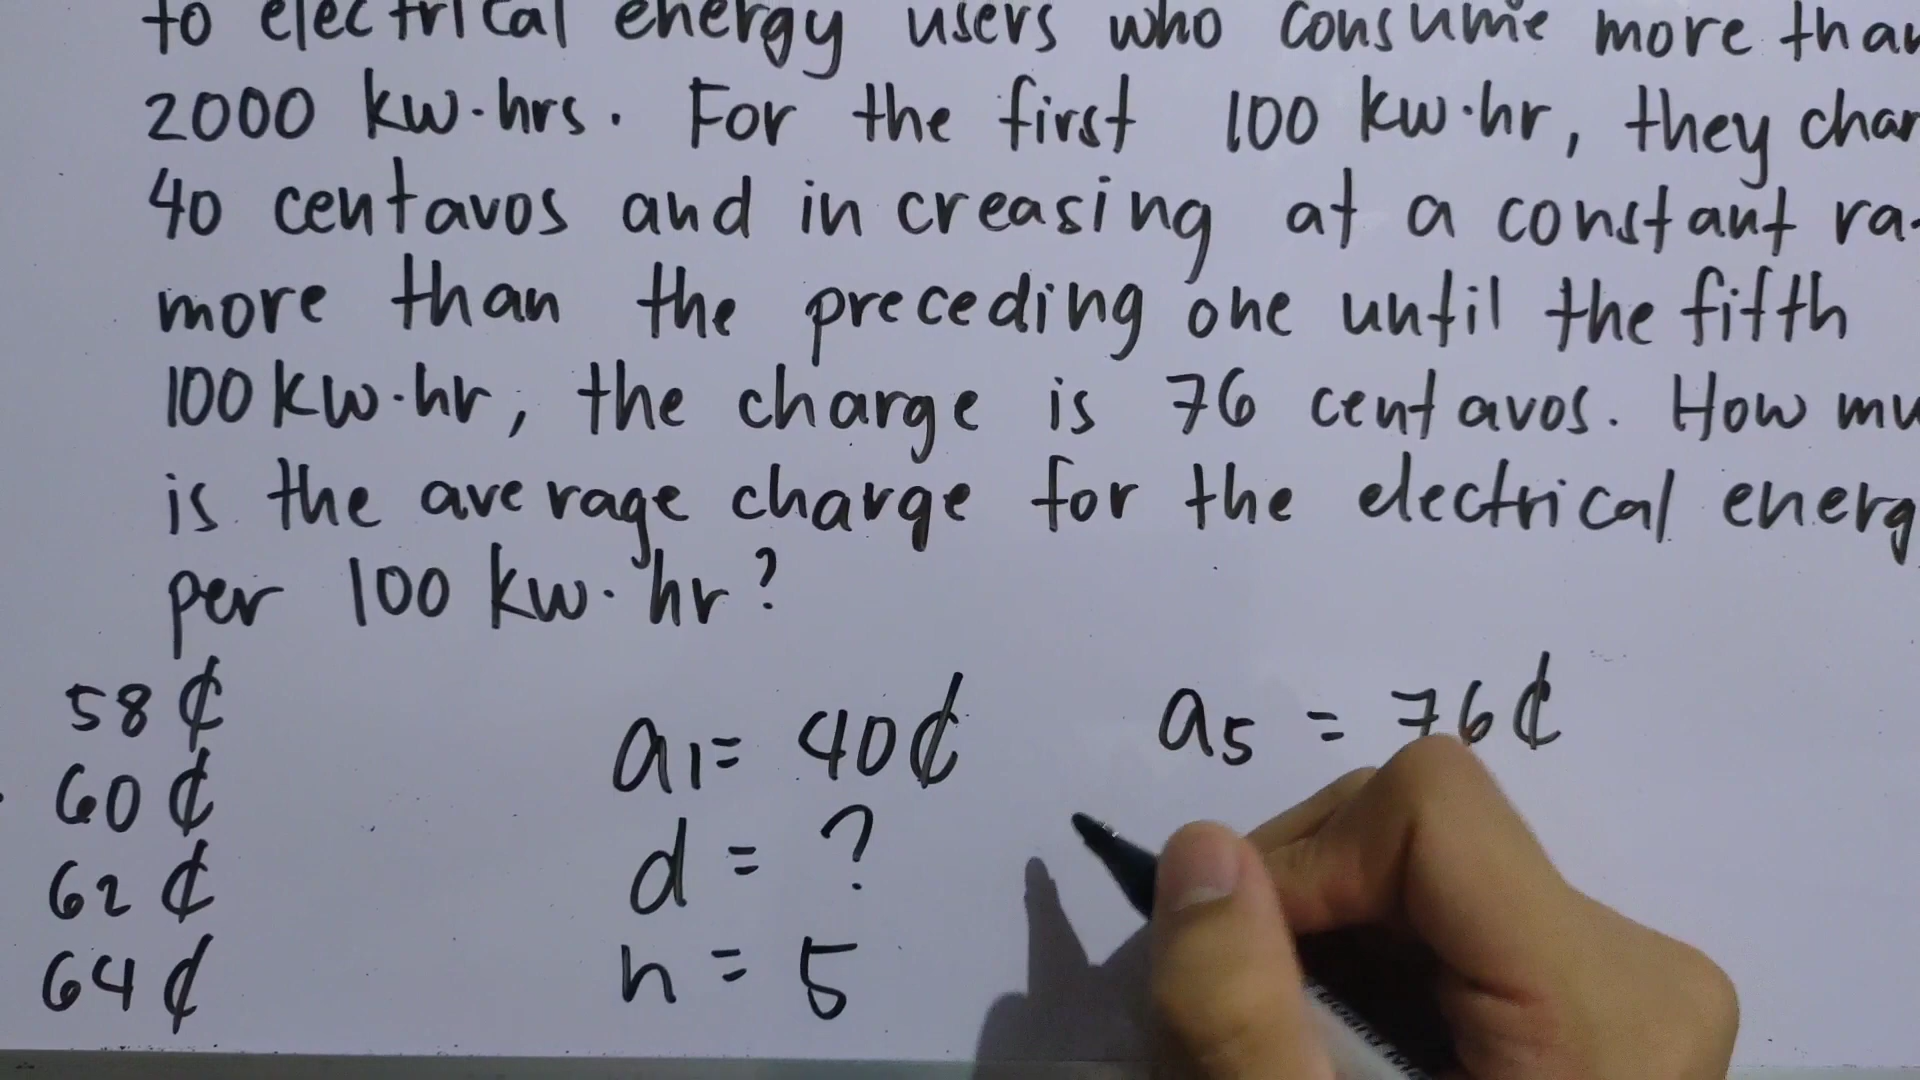 to electrical energy users who consume more than
2000 kw·hrs. For the first 100 kw·hr, they char
40 centavos and increasing at a constant ra
more than the preceding one until the fifth
100 kw·hr, the charge is 76 centavos. How mu
is the average charge for the electrical energy
per 100 kw·hr?
58 ¢
60 ¢
62 ¢
64 ¢
a1 = 40¢
d = ?
n = 5
a5 = 76¢